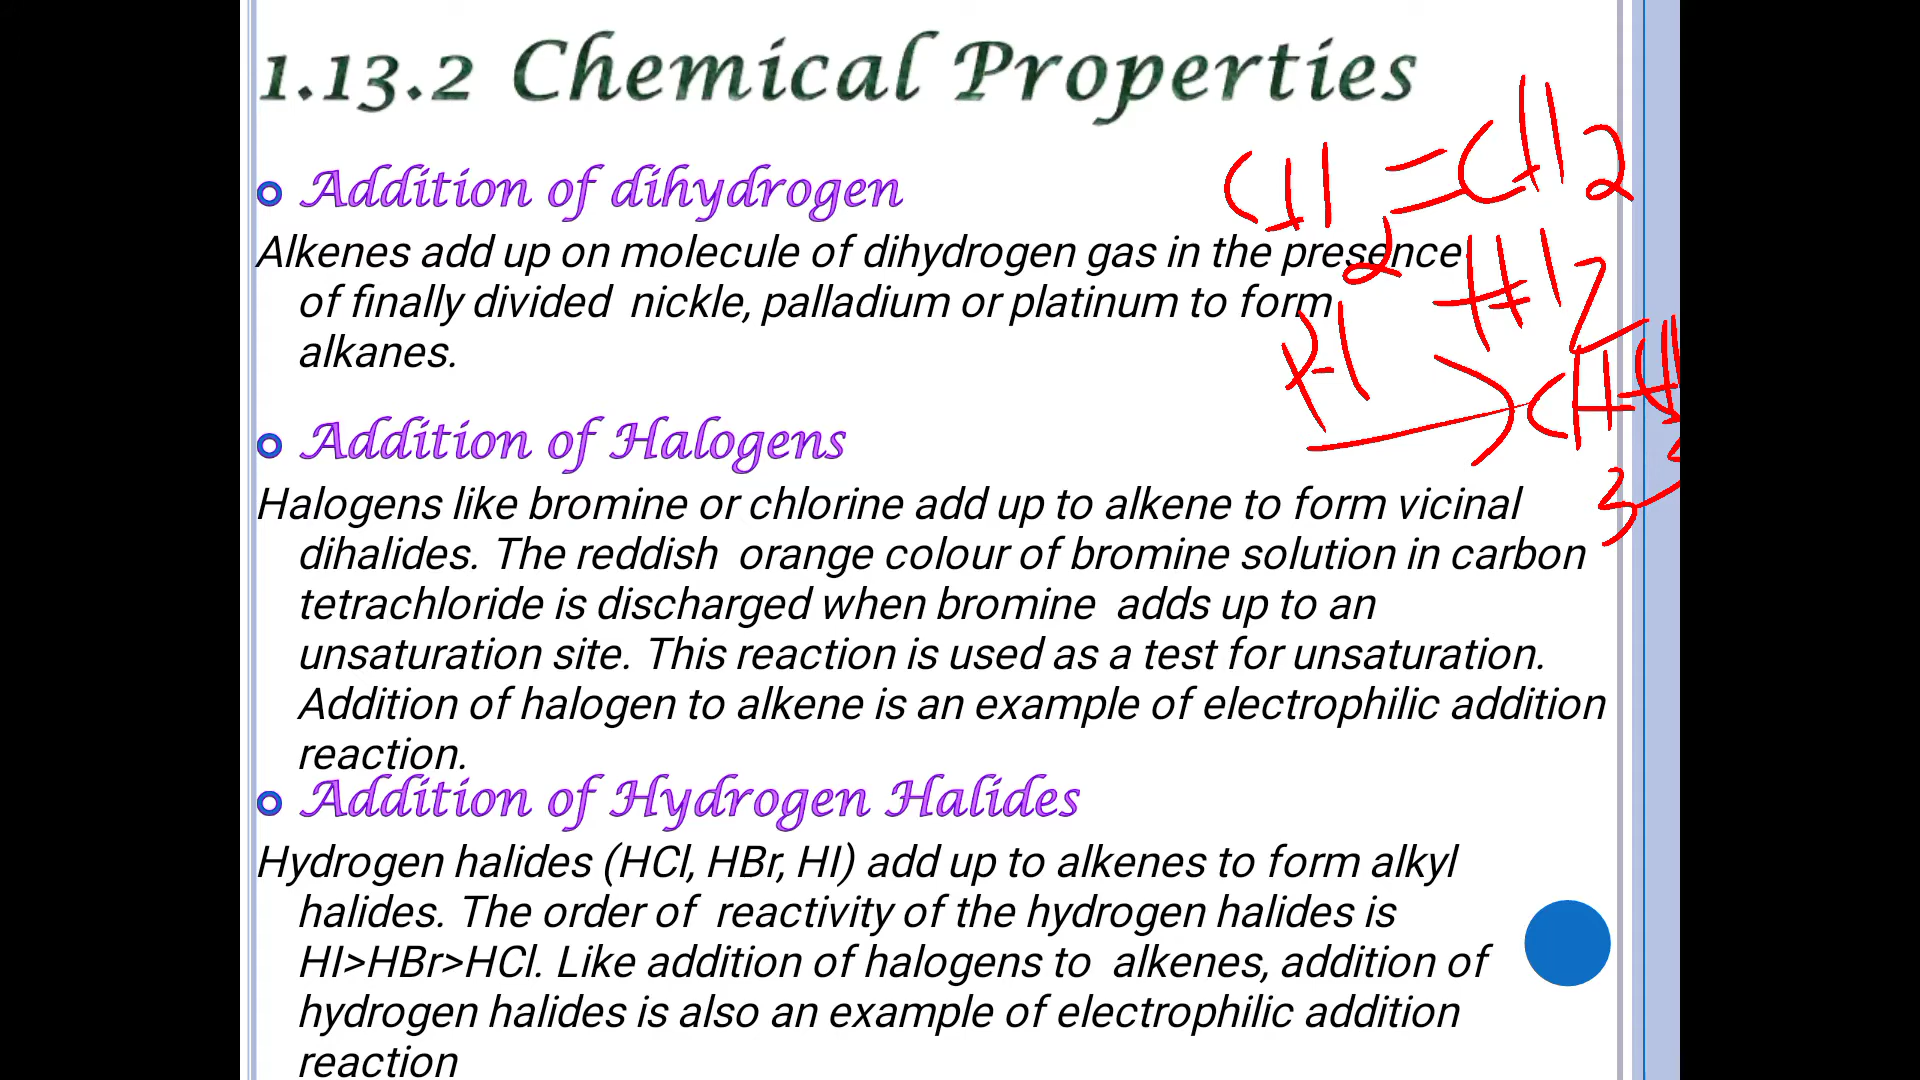 1.13.2 Chemical Properties
Addition of dihydrogen
CH2=CH2
Alkenes add up on molecule of dihydrogen gas in the presence
+H2
of finally divided nickle, palladium or platinum to form
alkanes.
CH3
Addition of Halogens
Halogens like bromine or chlorine add up to alkene to form vicinal
dihalides. The reddish orange colour of bromine solution in carbon
tetrachloride is discharged when bromine adds up to an
unsaturation site. This reaction is used as a test for unsaturation.
Addition of halogen to alkene is an example of electrophilic addition
reaction.
Addition of Hydrogen Halides
Hydrogen halides (HCl, HBr, HI) add up to alkenes to form alkyl
halides. The order of reactivity of the hydrogen halides is
HI>HBr>HCl. Like addition of halogens to alkenes, addition of
hydrogen halides is also an example of electrophilic addition
reaction